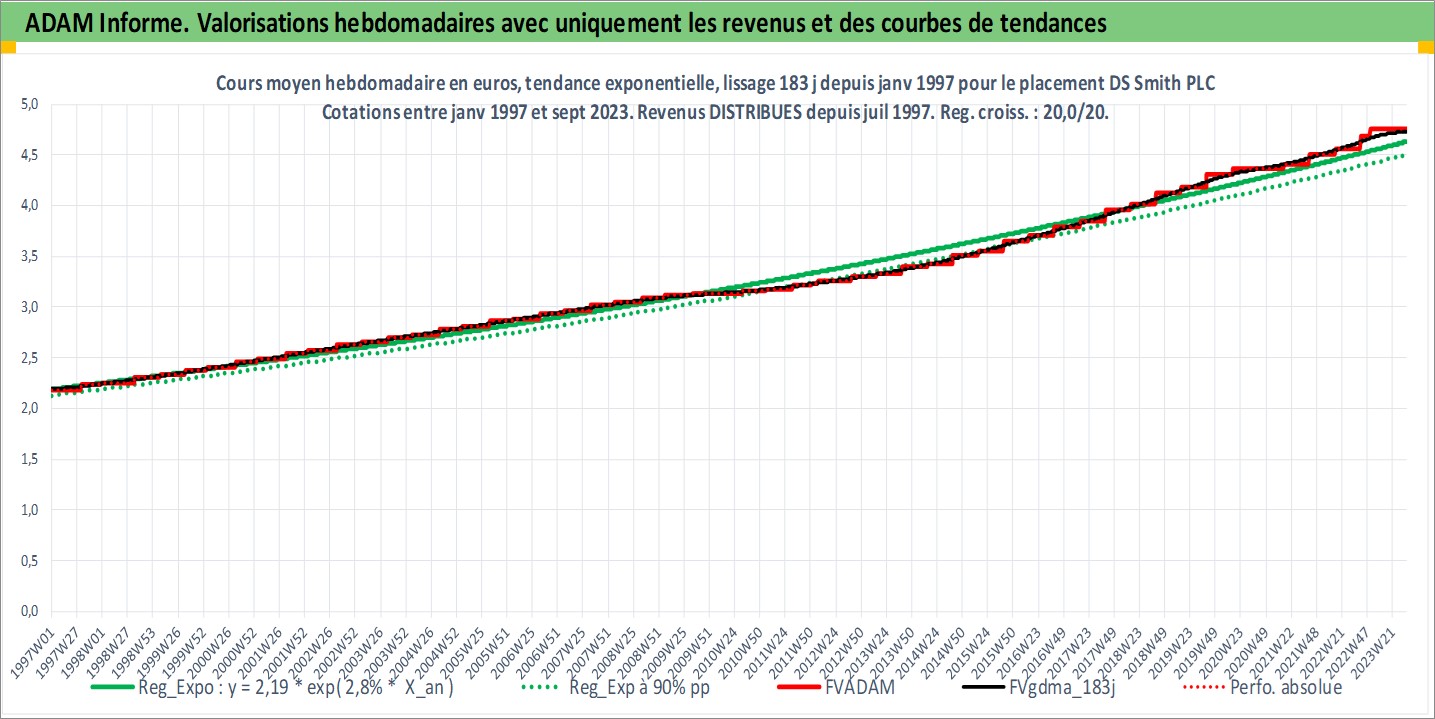 ADAM Informe. Valorisations hebdomadaires avec uniquement les revenus et des courbes de tendances
Cours moyen hebdomadaire en euros, tendance exponentielle, lissage 183 j depuis janv 1997 pour le placement DS Smith PLC
Cotations entre janv 1997 et sept 2023. Revenus DISTRIBUES depuis juil 1997. Reg. croiss. : 20,0/20.
5,0
4,5
4,0
3,5
3,0
2,5
2,0
1,5
1,0
0,5
0,0
1997W01
1997W27
1998W01
1998W27
1998W53
1999W26
1999W52
2000W26
2000W52
2001W26
2001W52
2002W26
2002W52
2003W26
2003W52
2004W26
2004W52
2005W25
2005W51
2006W25
2006W51
2007W25
2007W51
2008W25
2008W51
2009W25
2009W51
2010W24
2010W50
2011W24
2011W50
2012W24
2012W50
2013W24
2013W50
2014W24
2014W50
2015W24
2015W50
2016W23
2016W49
2017W23
2017W49
2018W23
2018W49
2019W23
2019W49
2020W23
2020W49
2021W22
2021W48
2022W21
2022W47
2023W21
Reg_Expo : y = 2,19 * exp( 2,8% * X_an )
Reg_Exp à 90% pp
FVADAM
FVgdma_183j
Perfo. absolue